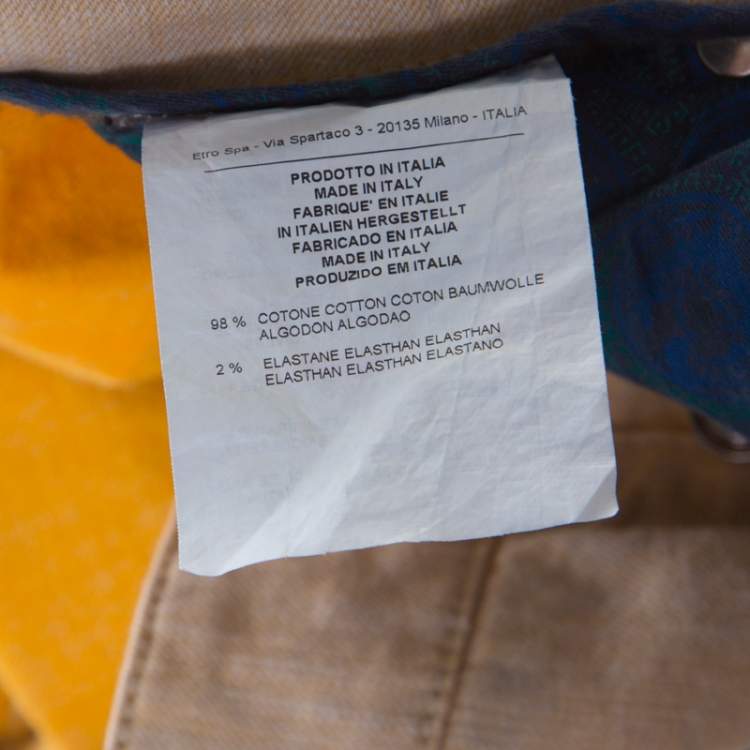 Etro Spa - Via Spartaco 3 - 20135 Milano - ITALIA
PRODOTTO IN ITALIA
MADE IN ITALY
FABRIQUE' EN ITALIE
IN ITALIEN HERGESTELLT
FABRICADO EN ITALIA
MADE IN ITALY
PRODUZIDO EM ITALIA
98 % COTONE COTTON COTON BAUMWOLLE
ALGODON ALGODAO
2 % ELASTANE ELASTHAN ELASTHAN
ELASTHAN ELASTHAN ELASTANO